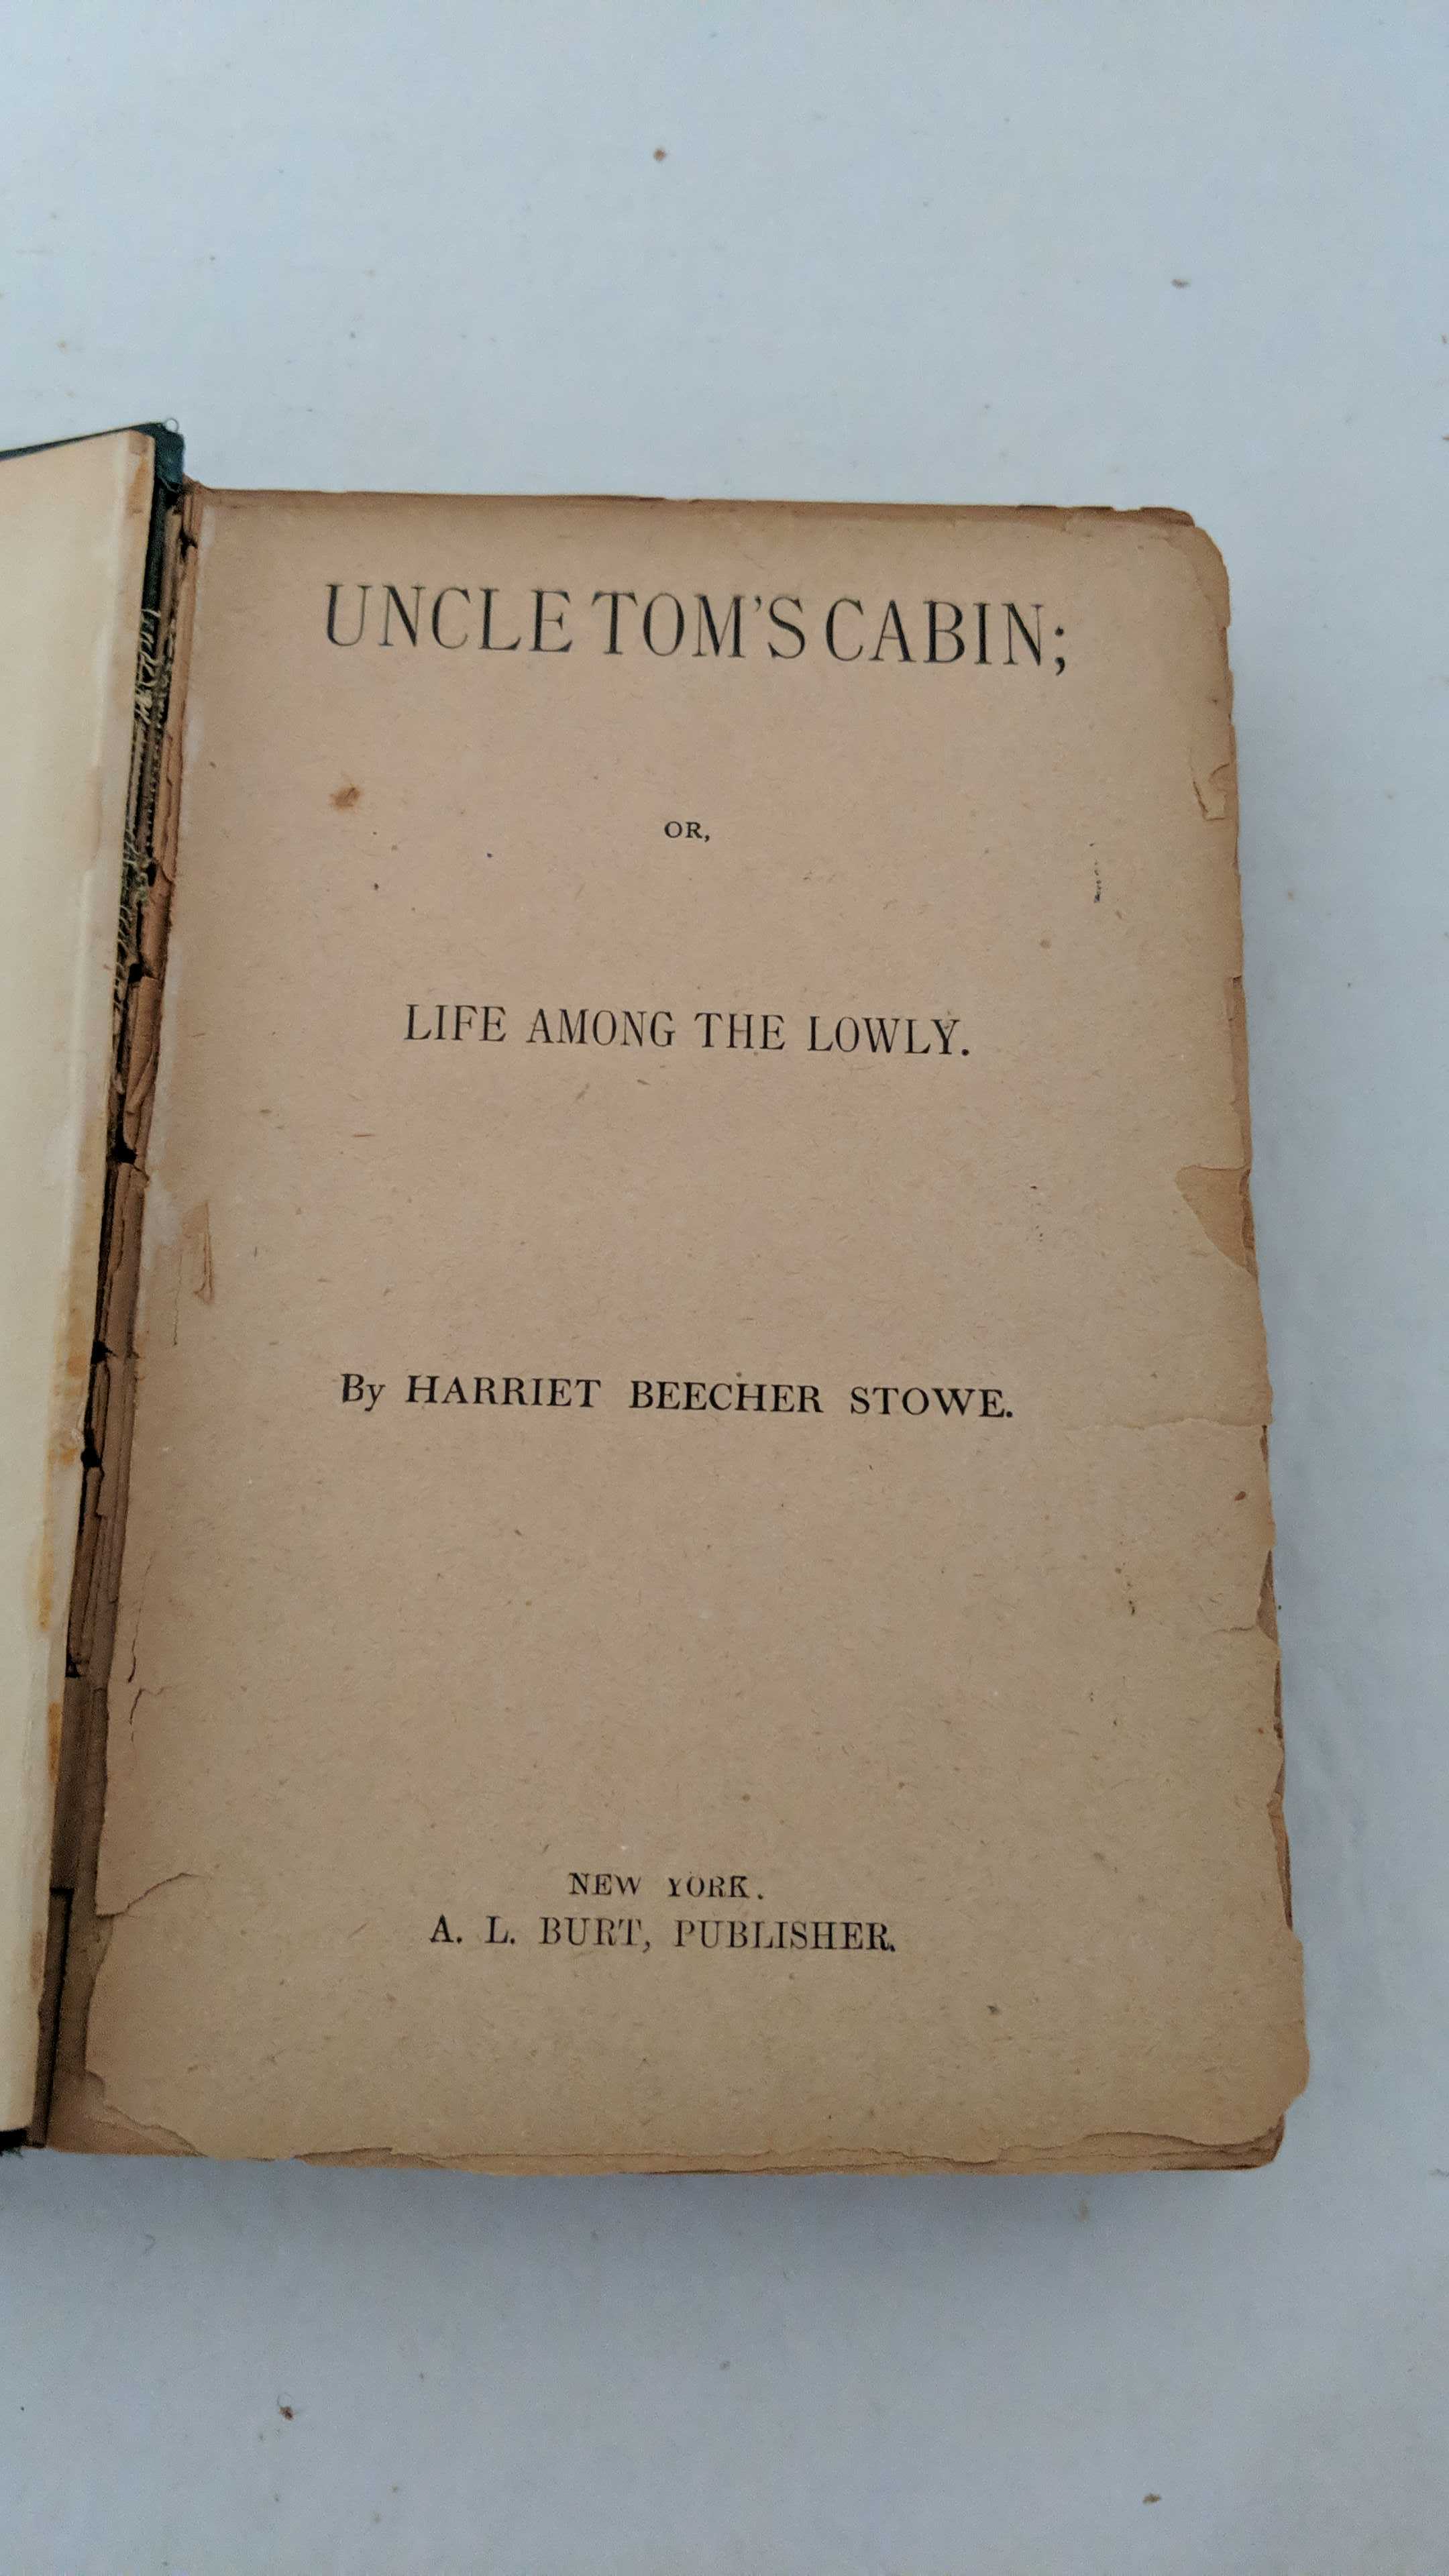 UNCLE TOM'S CABIN;
OR,
LIFE AMONG THE LOWLY.
By HARRIET BEECHER STOWE.
NEW YORK.
A. L. BURT, PUBLISHER.